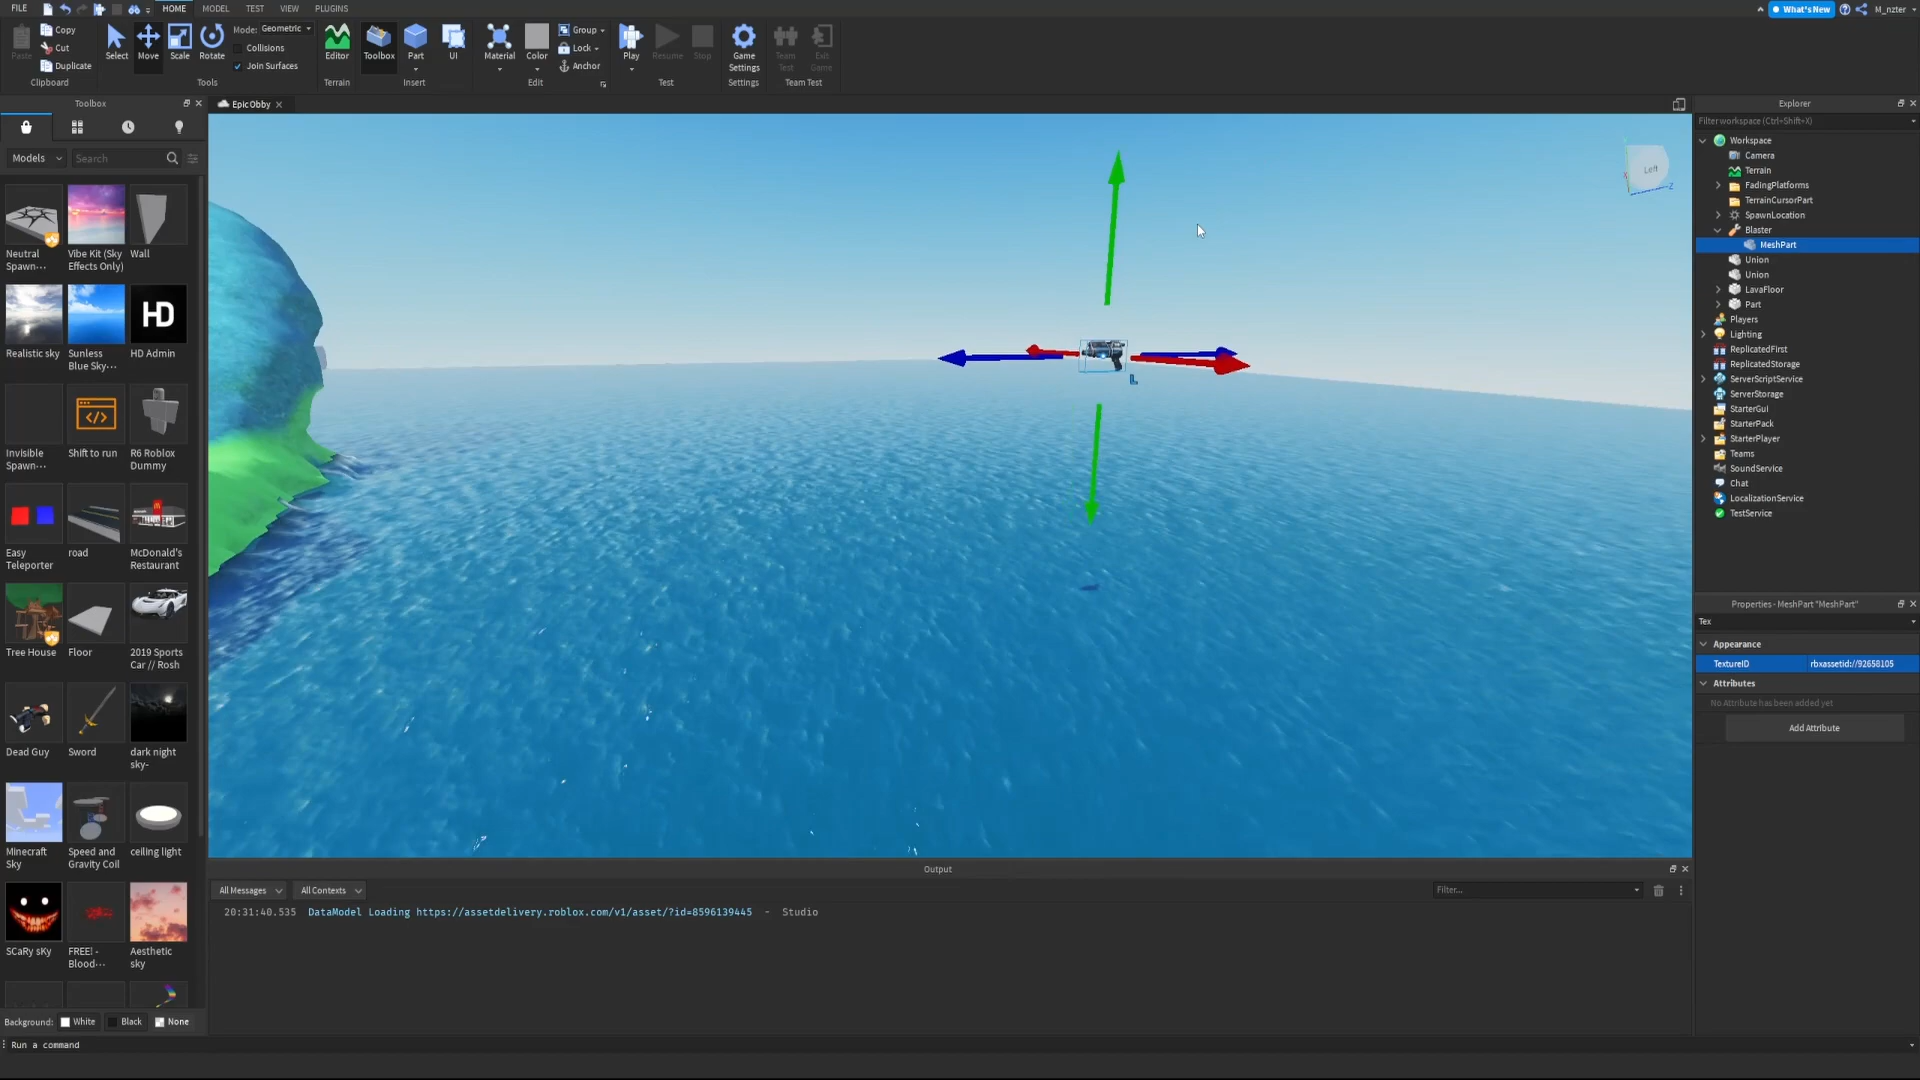 FILE
HOME
MODEL
TEST
VIEW
PLUGINS
What's New
M_nzter
Paste
Copy
Cut
Duplicate
Clipboard
Select
Move
Scale
Rotate
Mode: Geometric
Collisions
Join Surfaces
Tools
Editor
Terrain
Toolbox
Part
UI
Insert
Material
Color
Group
Lock
Anchor
Edit
Play
Resume
Stop
Test
Game
Settings
Settings
Team
Test
Exit
Game
Team Test
Toolbox
Models
Search
Neutral
Spawn...
Vibe Kit (Sky
Effects Only)
Wall
Realistic sky
Sunless
Blue Sky...
HD
HD Admin
Invisible
Spawn...
Shift to run
R6 Roblox
Dummy
Easy
Teleporter
road
McDonald's
Restaurant
Tree House
Floor
2019 Sports
Car // Rosh
Dead Guy
Sword
dark night
sky-
Minecraft
Sky
Speed and
Gravity Coil
ceiling light
SCaRy sKy
FREE! -
Blood...
Aesthetic
sky
Background:
White
Black
None
Run a command
EpicObby
Left
Z
L
Output
All Messages
All Contexts
Filter...
20:31:40.535 DataModel Loading https://assetdelivery.roblox.com/v1/asset/?id=8596139445 - Studio
Explorer
Filter workspace (Ctrl+Shift+X)
Workspace
Camera
Terrain
FadingPlatforms
TerrainCursorPart
SpawnLocation
Blaster
MeshPart
Union
Union
LavaFloor
Part
Players
Lighting
ReplicatedFirst
ReplicatedStorage
ServerScriptService
ServerStorage
StarterGui
StarterPack
StarterPlayer
Teams
SoundService
Chat
LocalizationService
TestService
Properties - MeshPart "MeshPart"
Tex
Appearance
TextureID rbxassetid://92658105
Attributes
No Attribute has been added yet
Add Attribute